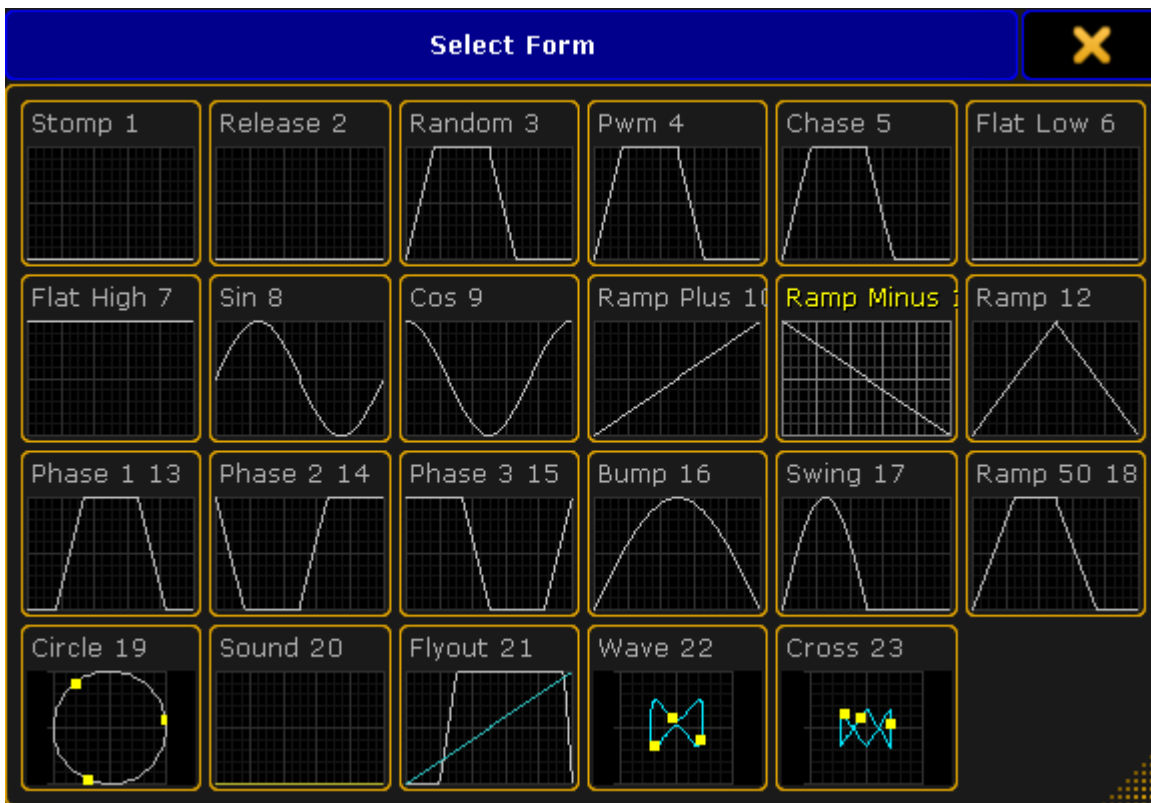 Select Form
Stomp 1
Release 2
Random 3
Pwm 4
Chase 5
Flat Low 6
Flat High 7
Sin 8
Cos 9
Ramp Plus 10
Ramp Minus
Ramp 12
Phase 1 13
Phase 2 14
Phase 3 15
Bump 16
Swing 17
Ramp 50 18
Circle 19
Sound 20
Flyout 21
Wave 22
Cross 23